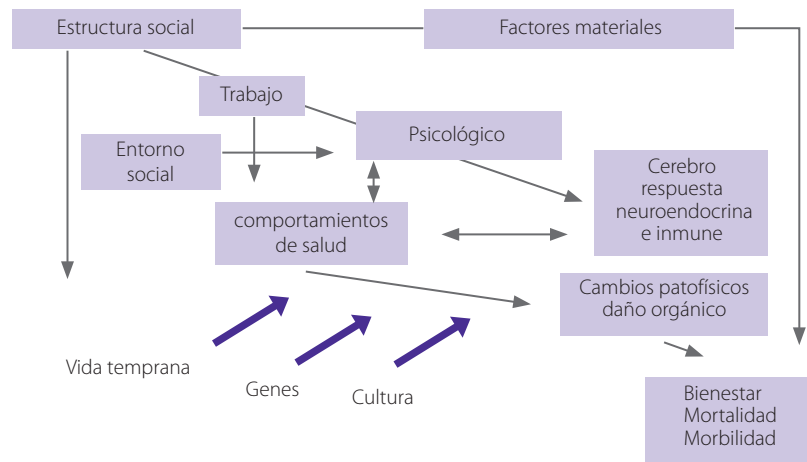 Estructura social
Factores materiales
Trabajo
Psicológico
Entorno
social
Cerebro
respuesta
neuroendocrina
e inmune
comportamientos
de salud
Cambios patofísicos
daño orgánico
Vida temprana
Genes
Cultura
Bienestar
Mortalidad
Morbilidad